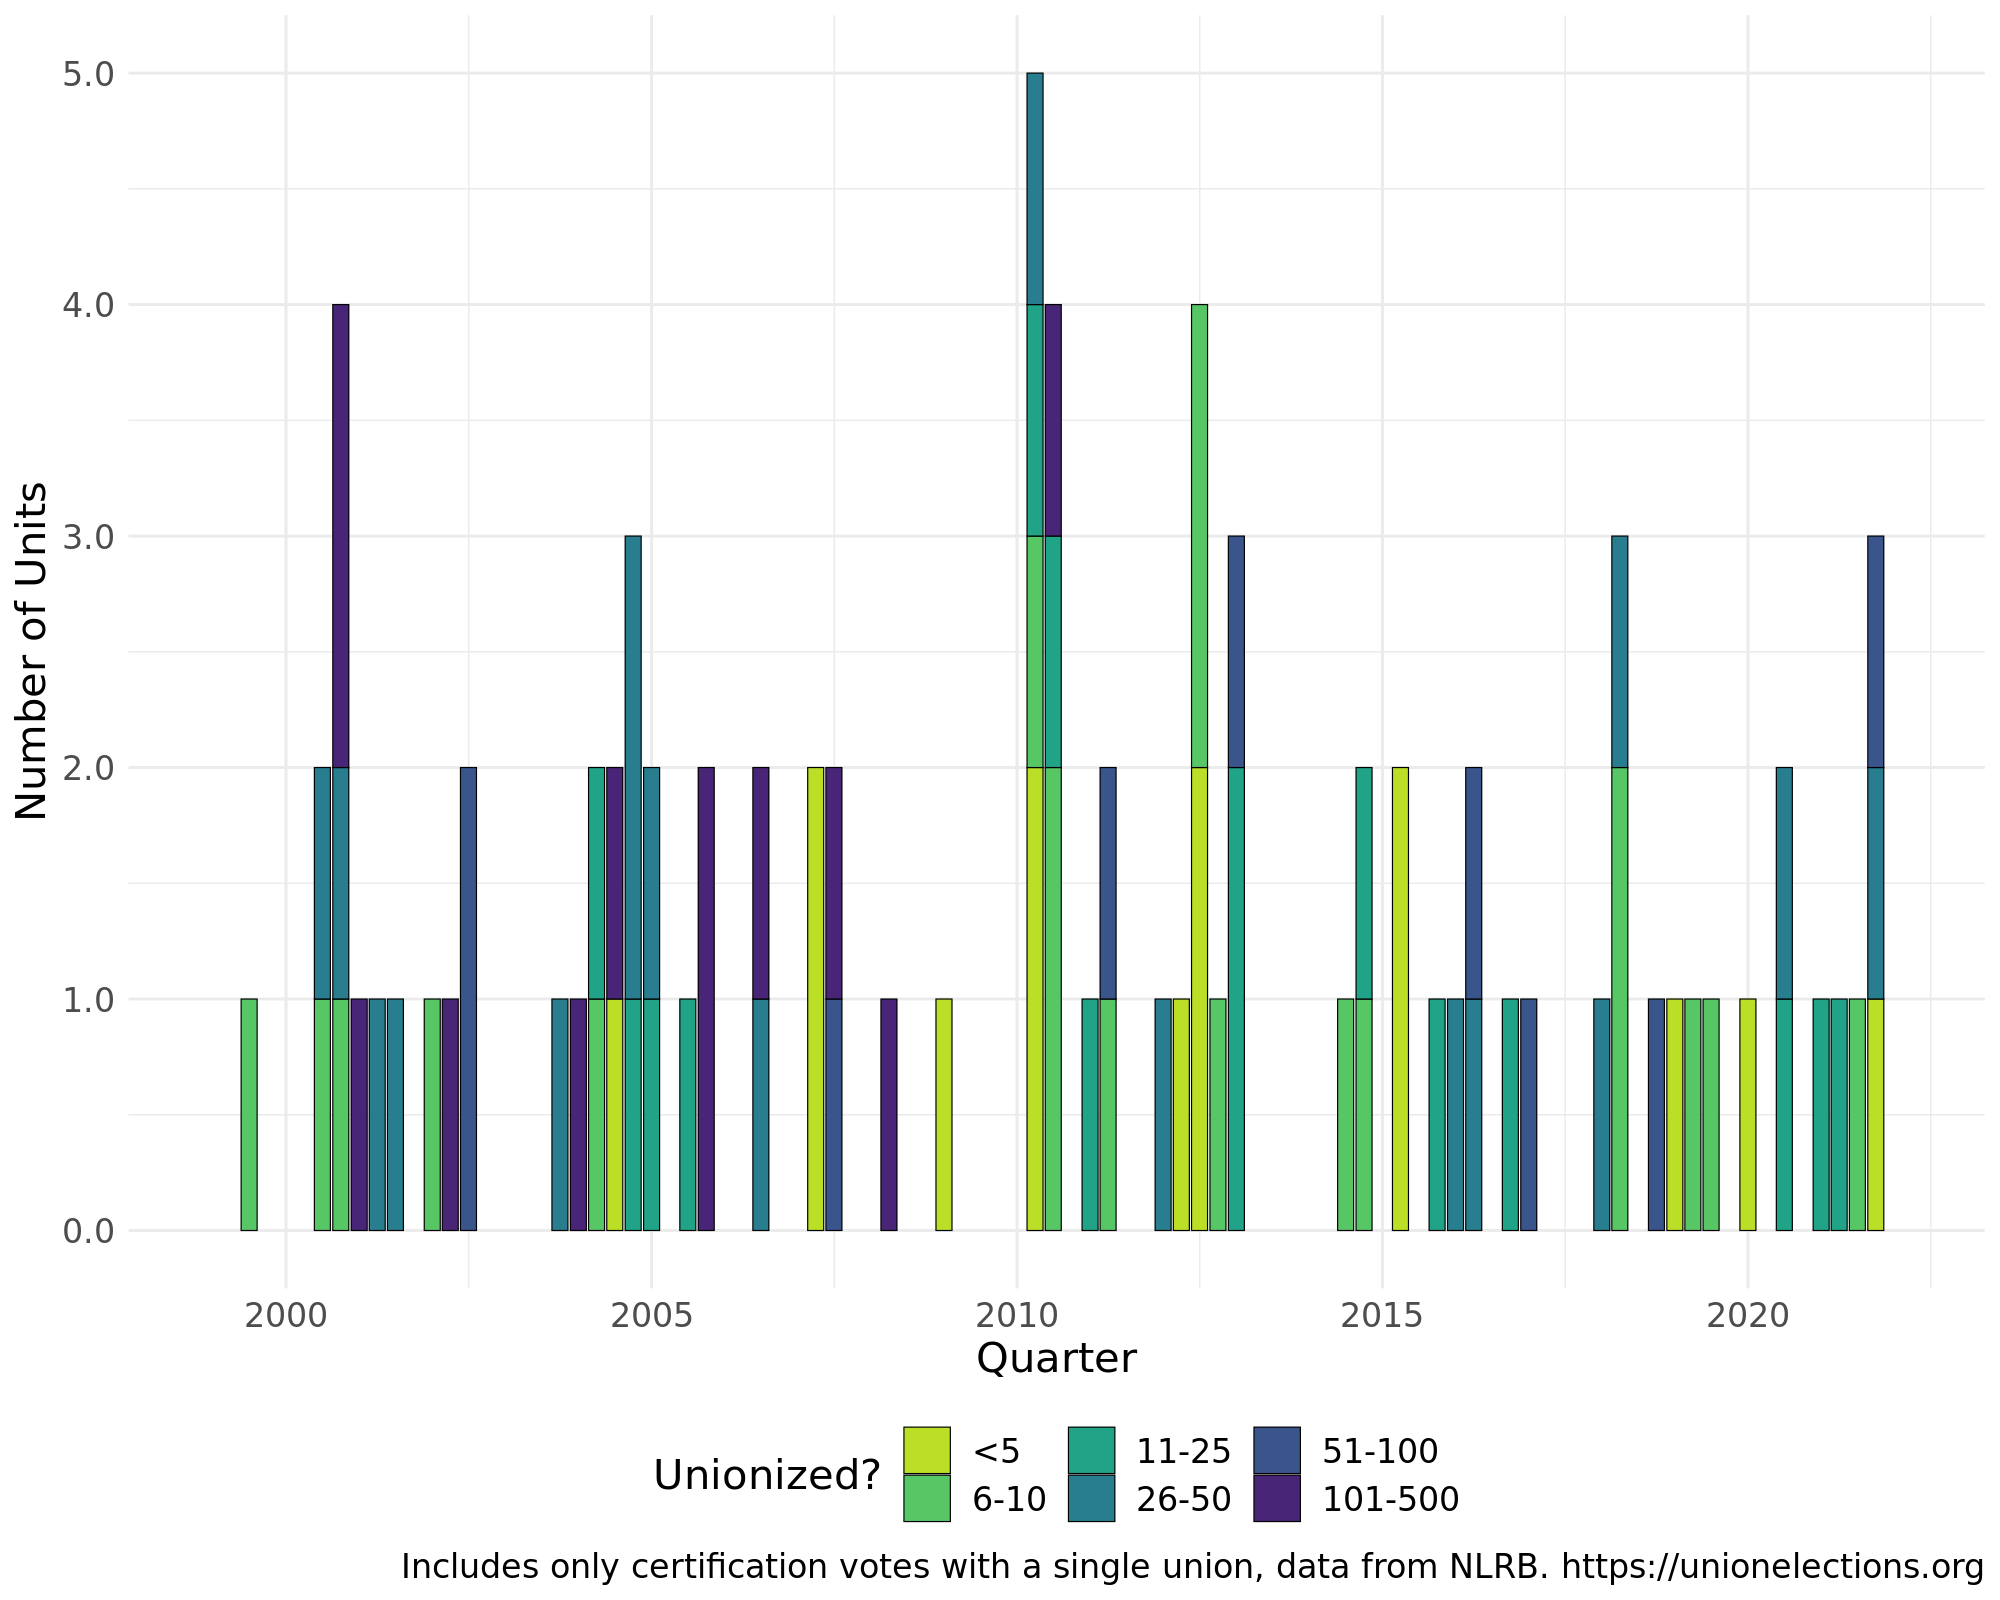 5.0
4.0
3.0
2.0
1.0
0.0
Number of Units
2000 2005 2010 2015 2020
Quarter
Unionized?
<5 11-25 51-100
6-10 26-50 101-500
Includes only certification votes with a single union, data from NLRB. https://unionelections.org